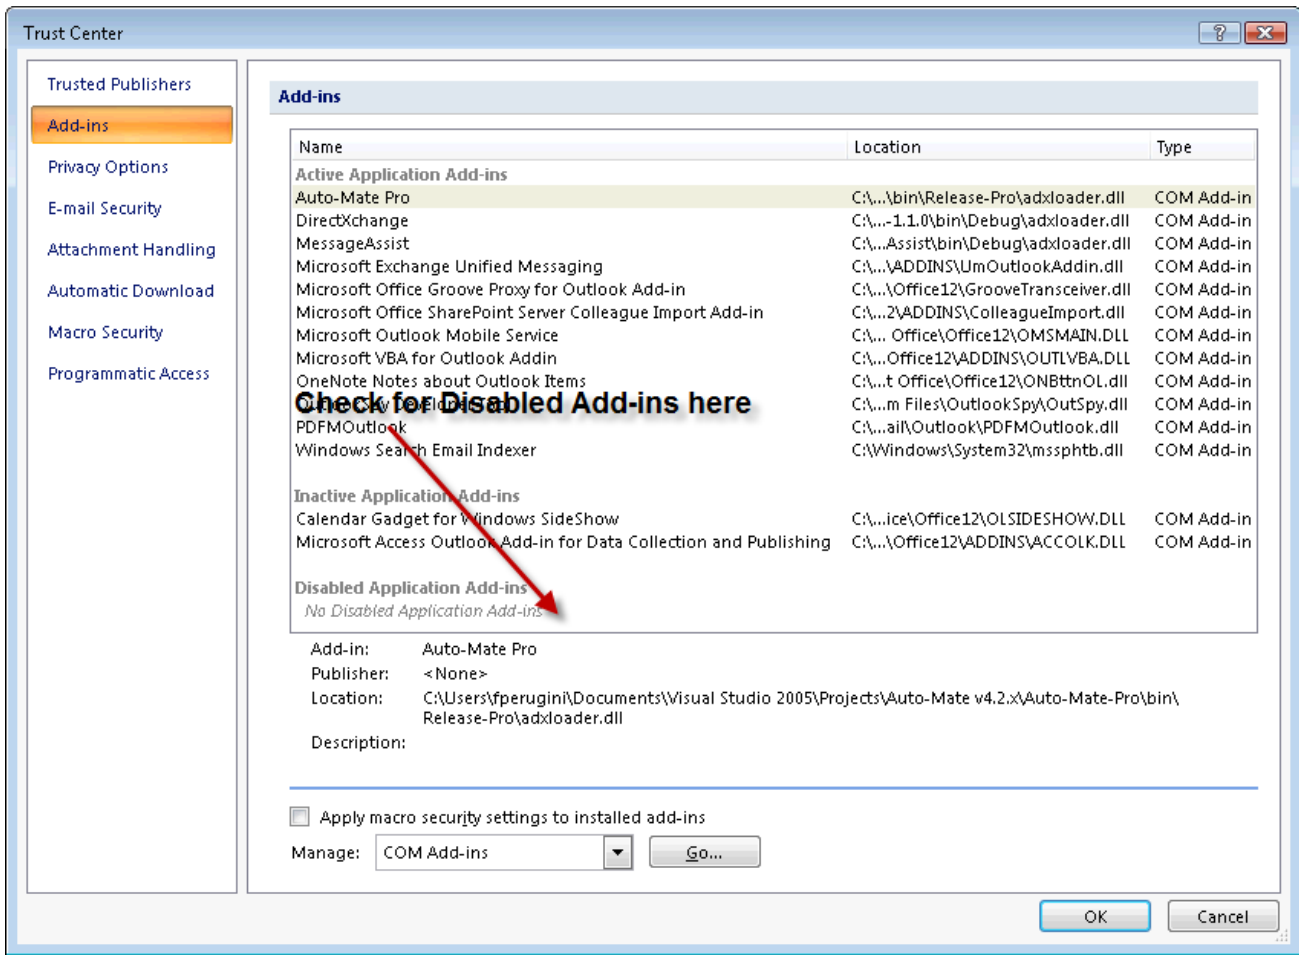 Trust Center
Trusted Publishers
Add-ins
Privacy Options
E-mail Security
Attachment Handling
Automatic Download
Macro Security
Programmatic Access
Add-ins
Name Location Type
Active Application Add-ins
Auto-Mate Pro C:\...\bin\Release-Pro\adxloader.dll COM Add-in
DirectXchange C:\...-1.1.0\bin\Debug\adxloader.dll COM Add-in
MessageAssist C:\...Assist\bin\Debug\adxloader.dll COM Add-in
Microsoft Exchange Unified Messaging C:\...\ADDINS\UmOutlookAddin.dll COM Add-in
Microsoft Office Groove Proxy for Outlook Add-in C:\...\Office12\GrooveTransceiver.dll COM Add-in
Microsoft Office SharePoint Server Colleague Import Add-in C:\...2\ADDINS\ColleagueImport.dll COM Add-in
Microsoft Outlook Mobile Service C:\... Office\Office12\OMSMAIN.DLL COM Add-in
Microsoft VBA for Outlook Addin C:\...Office12\ADDINS\OUTLVBA.DLL COM Add-in
OneNote Notes about Outlook Items C:\...t Office\Office12\ONBttnOL.dll COM Add-in
Check for Disabled Add-ins here
C:\...m Files\OutlookSpy\OutSpy.dll COM Add-in
PDFMOutlook C:\...ail\Outlook\PDFMOutlook.dll COM Add-in
Windows Search Email Indexer C:\Windows\System32\mssphtb.dll COM Add-in
Inactive Application Add-ins
Calendar Gadget for Windows SideShow C:\...ice\Office12\OLSIDESHOW.DLL COM Add-in
Microsoft Access Outlook Add-in for Data Collection and Publishing C:\...\Office12\ADDINS\ACCOLK.DLL COM Add-in
Disabled Application Add-ins
No Disabled Application Add-ins
Add-in: Auto-Mate Pro
Publisher: <None>
Location: C:\Users\fperugini\Documents\Visual Studio 2005\Projects\Auto-Mate v4.2.x\Auto-Mate-Pro\bin\
Release-Pro\adxloader.dll
Description:
Apply macro security settings to installed add-ins
Manage: COM Add-ins Go...
OK Cancel